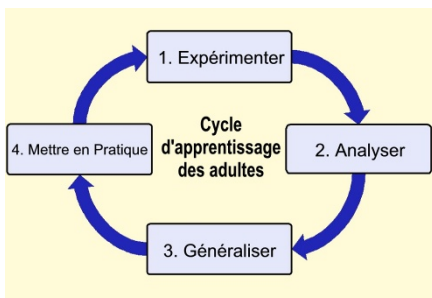 1. Expérimenter
Cycle
d'apprentissage
des adultes
4. Mettre en Pratique
2. Analyser
3. Généraliser